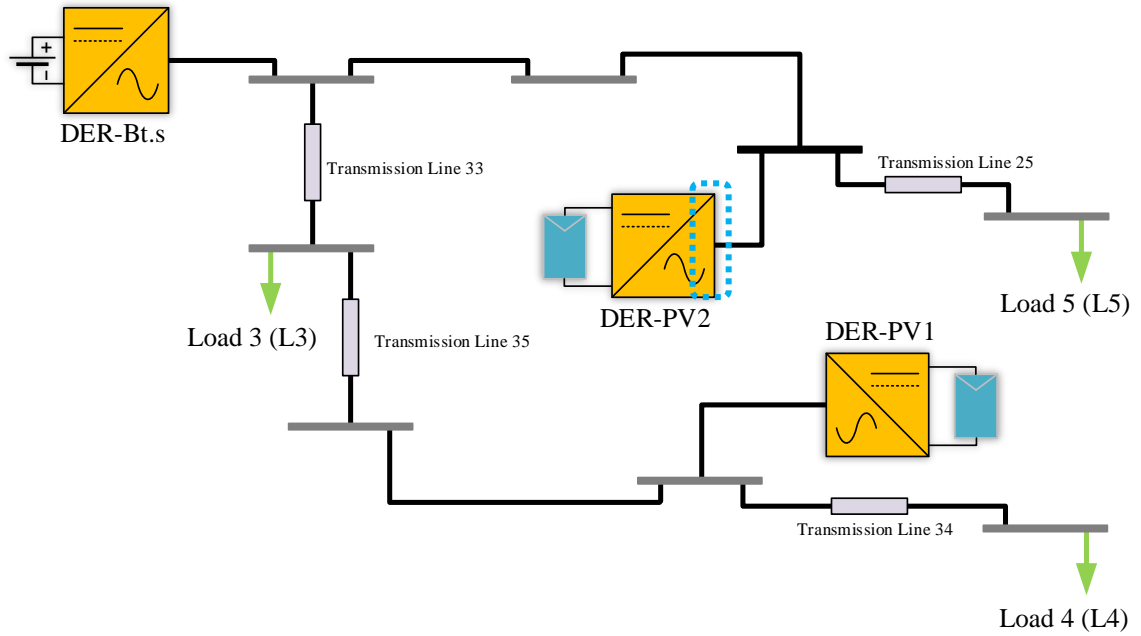 +
−
DER-Bt.s
Transmission Line 33
Transmission Line 25
Load 3 (L3)
DER-PV2
Load 5 (L5)
DER-PV1
Transmission Line 35
Transmission Line 34
Load 4 (L4)